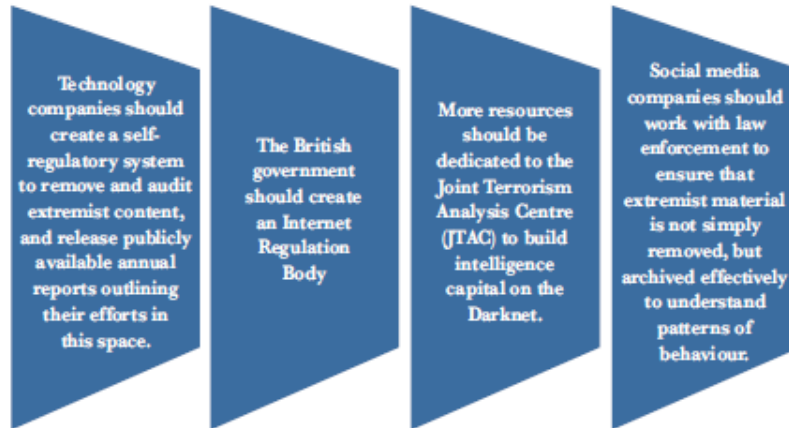 Technology
companies should
create a self-
regulatory system
to remove and audit
extremist content,
and release publicly
available annual
reports outlining
their efforts in
this space.
The British
government
should create
an Internet
Regulation
Body
More resources
should be
dedicated to the
Joint Terrorism
Analysis Centre
(JTAC) to build
intelligence
capital on the
Darknet.
Social media
companies should
work with law
enforcement to
ensure that
extremist material
is not simply
removed, but
archived effectively
to understand
patterns of
behaviour.